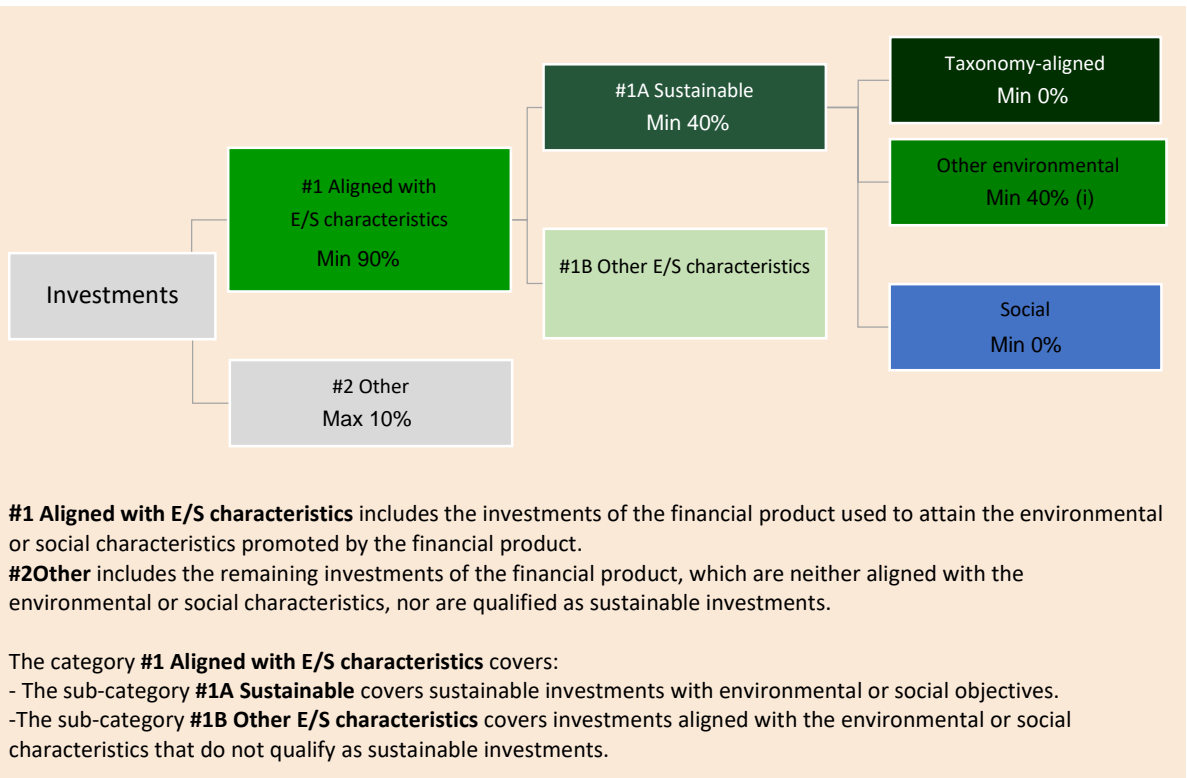 Taxonomy-aligned
Min 0%
#1A Sustainable
Min 40%
Other environmental
Min 40% (i)
#1 Aligned with
E/S characteristics
Min 90%
#1B Other E/S characteristics
Investments
Social
Min 0%
#2 Other
Max 10%
#1 Aligned with E/S characteristics includes the investments of the financial product used to attain the environmental
or social characteristics promoted by the financial product.
#2Other includes the remaining investments of the financial product, which are neither aligned with the
environmental or social characteristics, nor are qualified as sustainable investments.
The category #1 Aligned with E/S characteristics covers:
- The sub-category #1A Sustainable covers sustainable investments with environmental or social objectives.
-The sub-category #1B Other E/S characteristics covers investments aligned with the environmental or social
characteristics that do not qualify as sustainable investments.